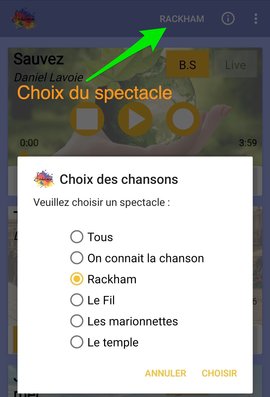 RACKHAM
Sauvez
Daniel Lavoie
B.S
Live
Choix du spectacle
0:00
3:59
Choix des chansons
Veuillez choisir un spectacle :
Tous
On connait la chanson
Rackham
Le Fil
Les marionnettes
Le temple
ANNULER
CHOISIR